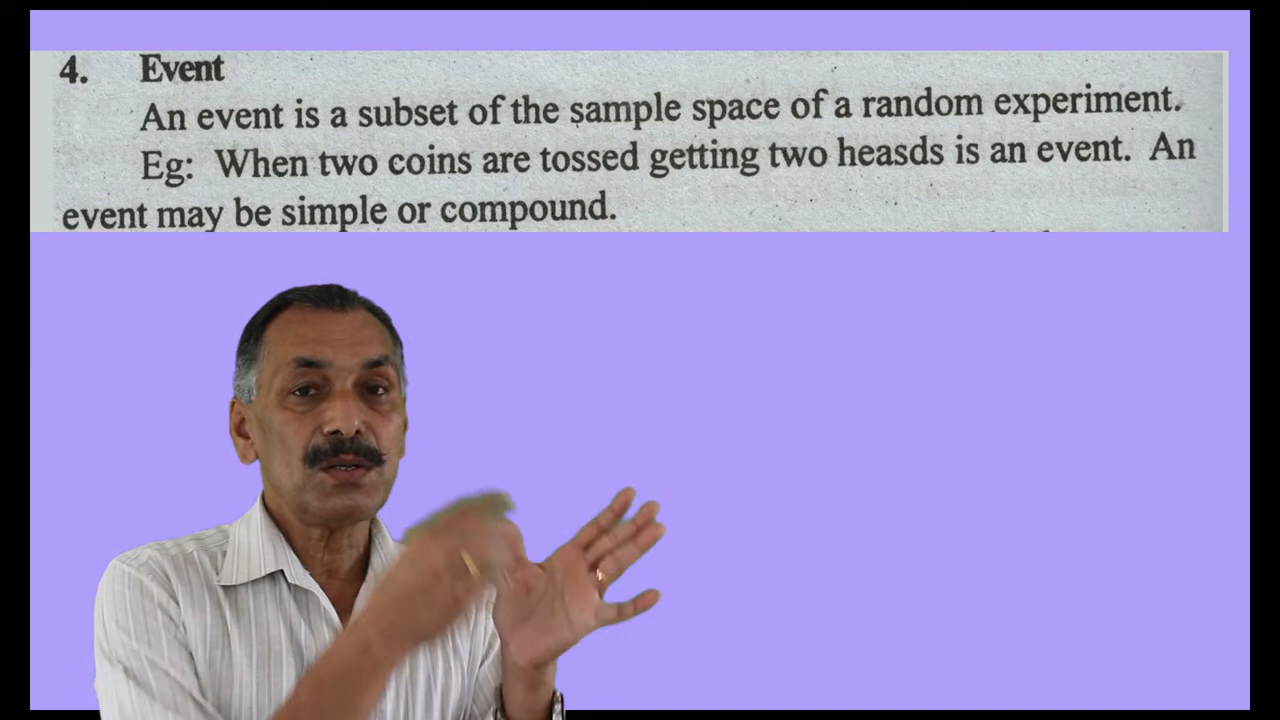 4. Event
An event is a subset of the sample space of a random experiment.
Eg: When two coins are tossed getting two heasds is an event. An
event may be simple or compound.